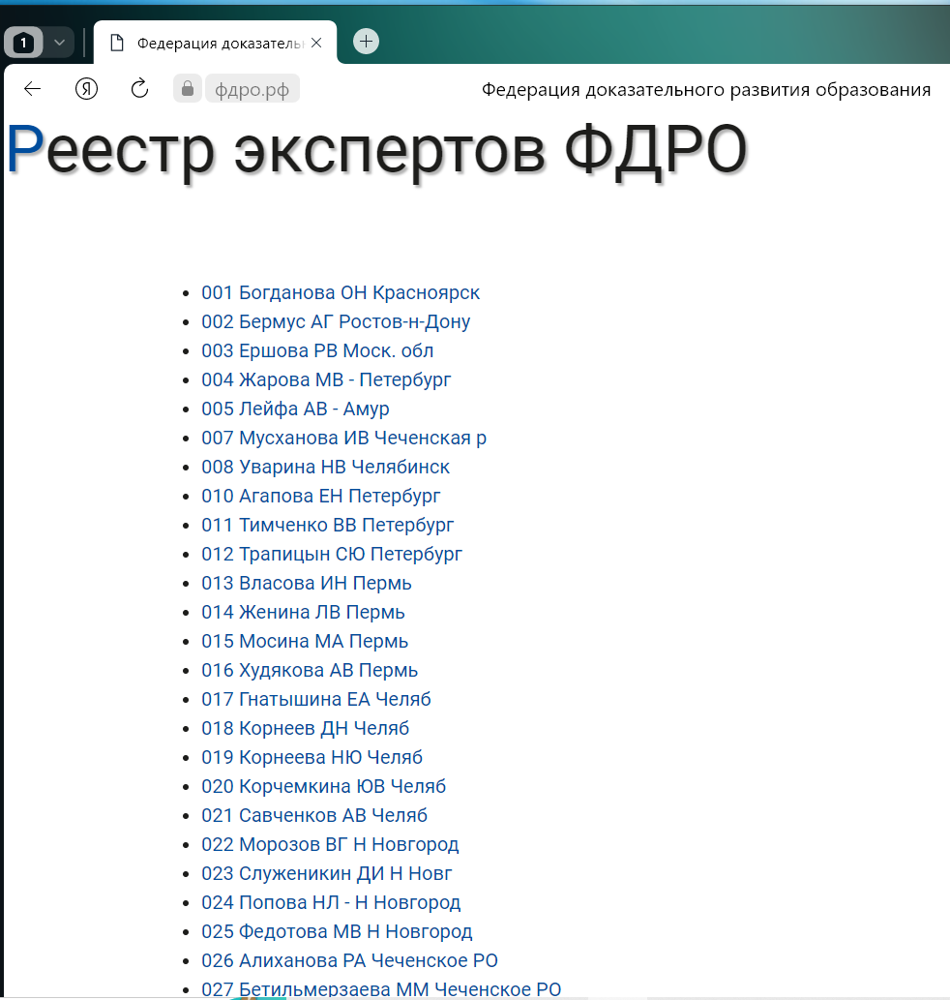 1
Федерация доказатель
фдро.рф
Федерация доказательного развития образования
Реестр экспертов ФДРО
001 Богданова ОН Красноярск
002 Бермус АГ Ростов-н-Дону
003 Ершова РВ Моск. обл
004 Жарова МВ - Петербург
005 Лейфа АВ - Амур
007 Мусханова ИВ Чеченская р
008 Уварина НВ Челябинск
010 Агапова ЕН Петербург
011 Тимченко ВВ Петербург
012 Трапицын СЮ Петербург
013 Власова ИН Пермь
014 Женина ЛВ Пермь
015 Мосина МА Пермь
016 Худякова АВ Пермь
017 Гнатышина ЕА Челяб
018 Корнеев ДН Челяб
019 Корнеева НЮ Челяб
020 Корчемкина ЮВ Челяб
021 Савченков АВ Челяб
022 Морозов ВГ Н Новгород
023 Служеникин ДИ Н Новг
024 Попова НЛ - Н Новгород
025 Федотова МВ Н Новгород
026 Алиханова РА Чеченское РО
027 Бетильмерзаева ММ Чеченское РО